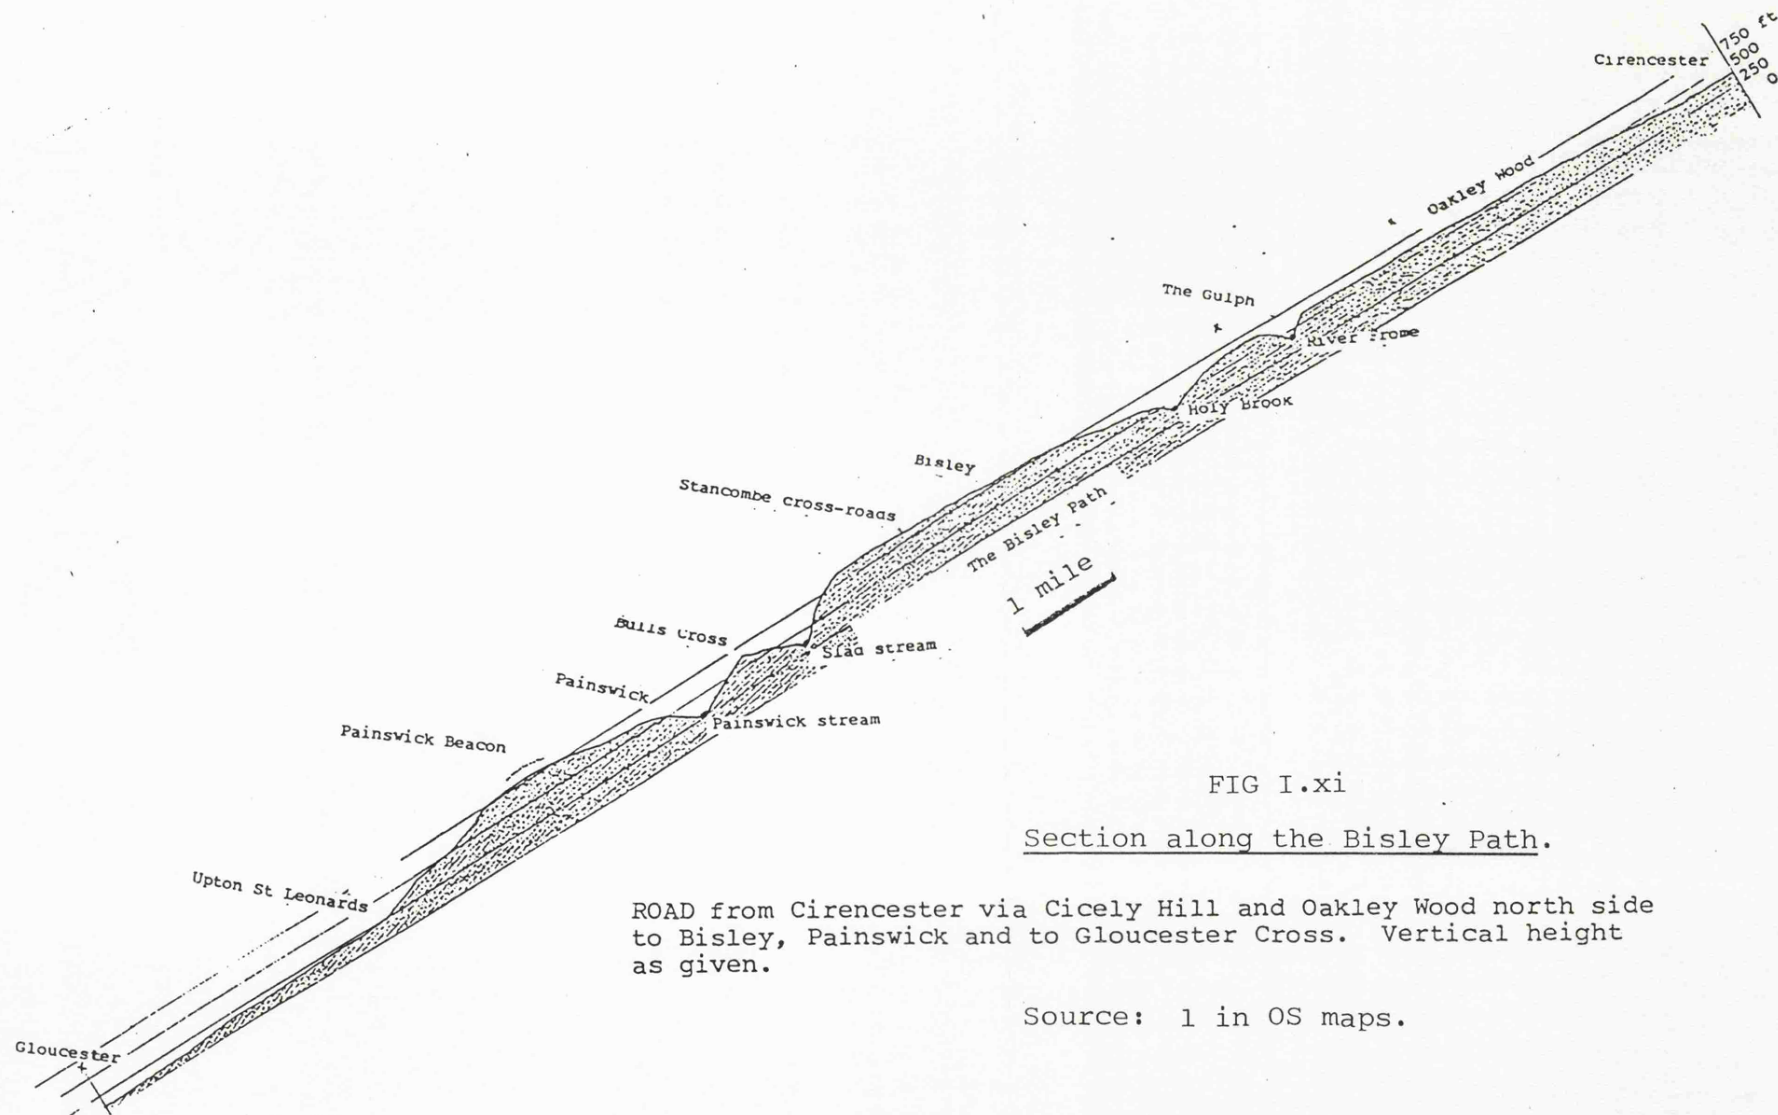 750 ft
500
250
0
Cirencester
Oakley Wood
The Gulph
River Frome
Holy Brook
Bisley
Stancombe cross-roads
The Bisley Path
1 mile
Bulls Cross
Slad stream
Painswick
Painswick stream
Painswick Beacon
Upton St Leonards
Gloucester
FIG I.xi
Section along the Bisley Path.
ROAD from Cirencester via Cicely Hill and Oakley Wood north side
to Bisley, Painswick and to Gloucester Cross. Vertical height
as given.
Source: 1 in OS maps.